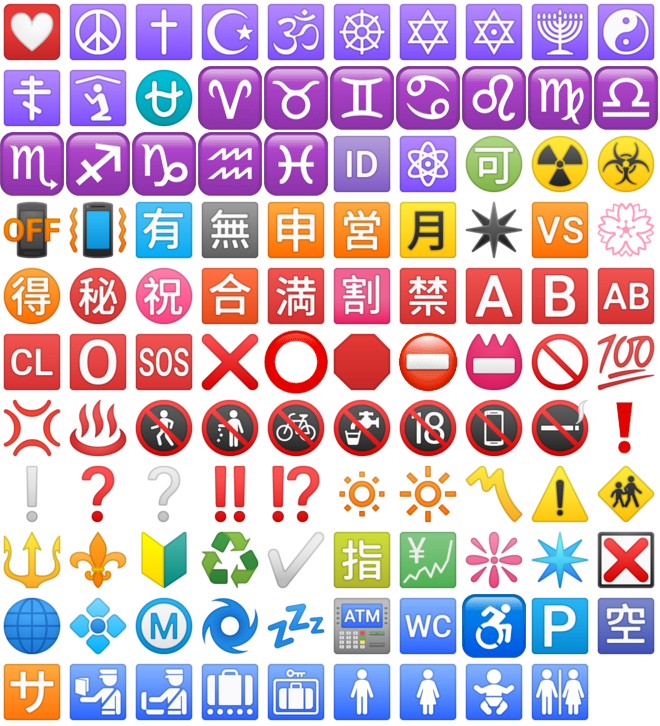 ID 可
OFF 有 無 申 営 月 VS
得 秘 祝 合 満 割 禁 A B AB
CL O SOS 100
18
! ? ? !! !?
指 ¥
M zzz ATM WC P 空
サ